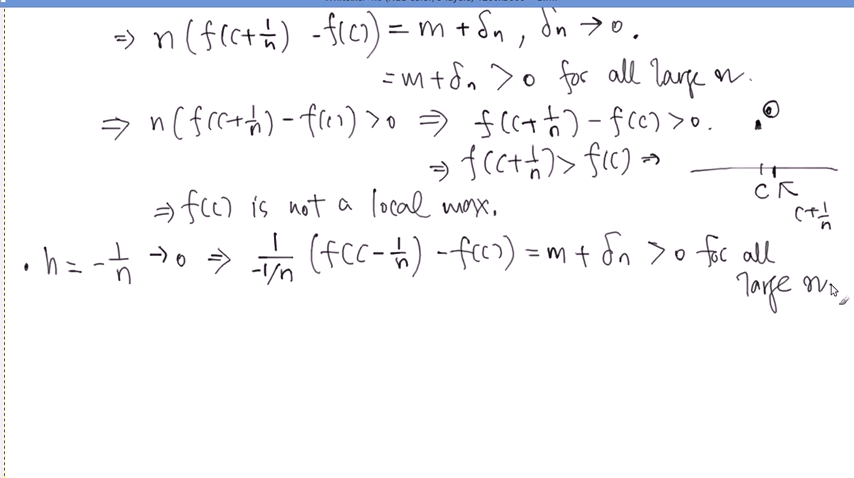 ⇒ n(f(c+1/n) - f(c)) = m + δn, δn → 0.
= m + δn > 0 for all large n.
⇒ n(f(c+1/n) - f(c)) > 0 ⇒ f(c+1/n) - f(c) > 0.
⇒ f(c+1/n) > f(c) ⇒
c
c+1/n
⇒ f(c) is not a local max.
• h = -1/n → 0 ⇒ 1/(-1/n) (f(c-1/n) - f(c)) = m + δn > 0 for all
large n.